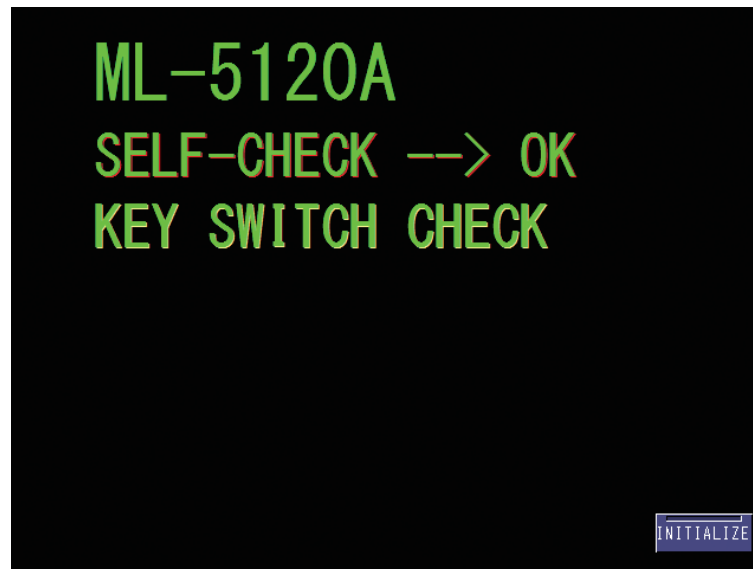 ML-5120A
SELF-CHECK --> OK
KEY SWITCH CHECK
INITIALIZE